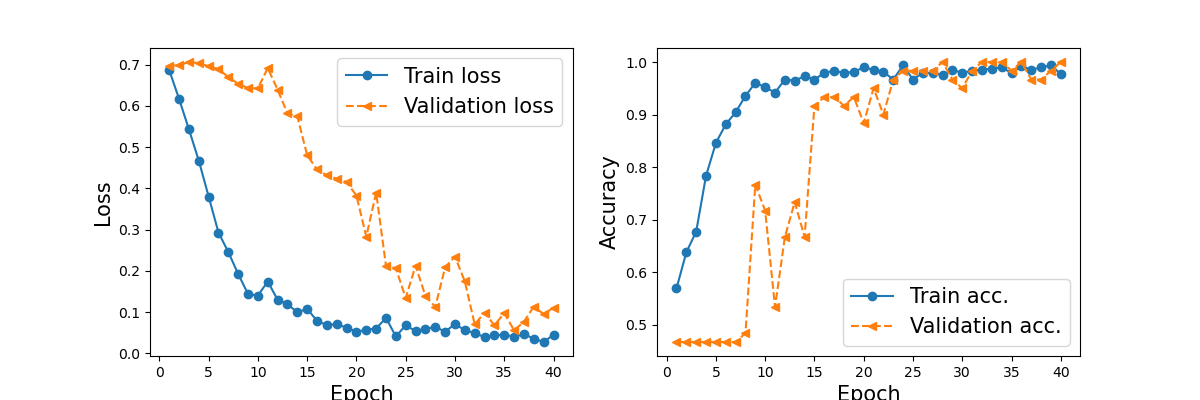 0.7
0.6
0.5
0.4
0.3
0.2
0.1
0.0
Loss
Train loss
Validation loss
0 5 10 15 20 25 30 35 40
Epoch
1.0
0.9
0.8
0.7
0.6
0.5
Accuracy
Train acc.
Validation acc.
0 5 10 15 20 25 30 35 40
Epoch